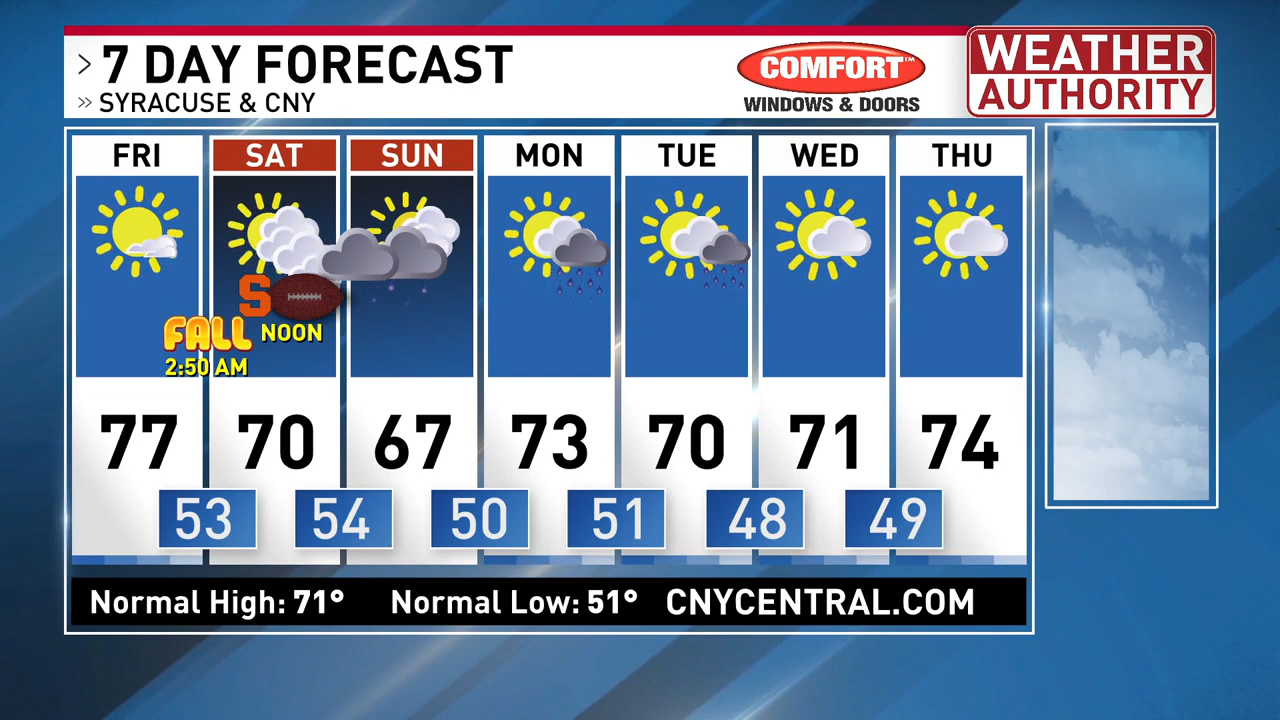 > 7 DAY FORECAST
» SYRACUSE & CNY
COMFORT™
WINDOWS & DOORS
WEATHER
AUTHORITY
FRI SAT SUN MON TUE WED THU
S
FALL NOON
2:50 AM
77 70 67 73 70 71 74
53 54 50 51 48 49
Normal High: 71° Normal Low: 51° CNYCENTRAL.COM